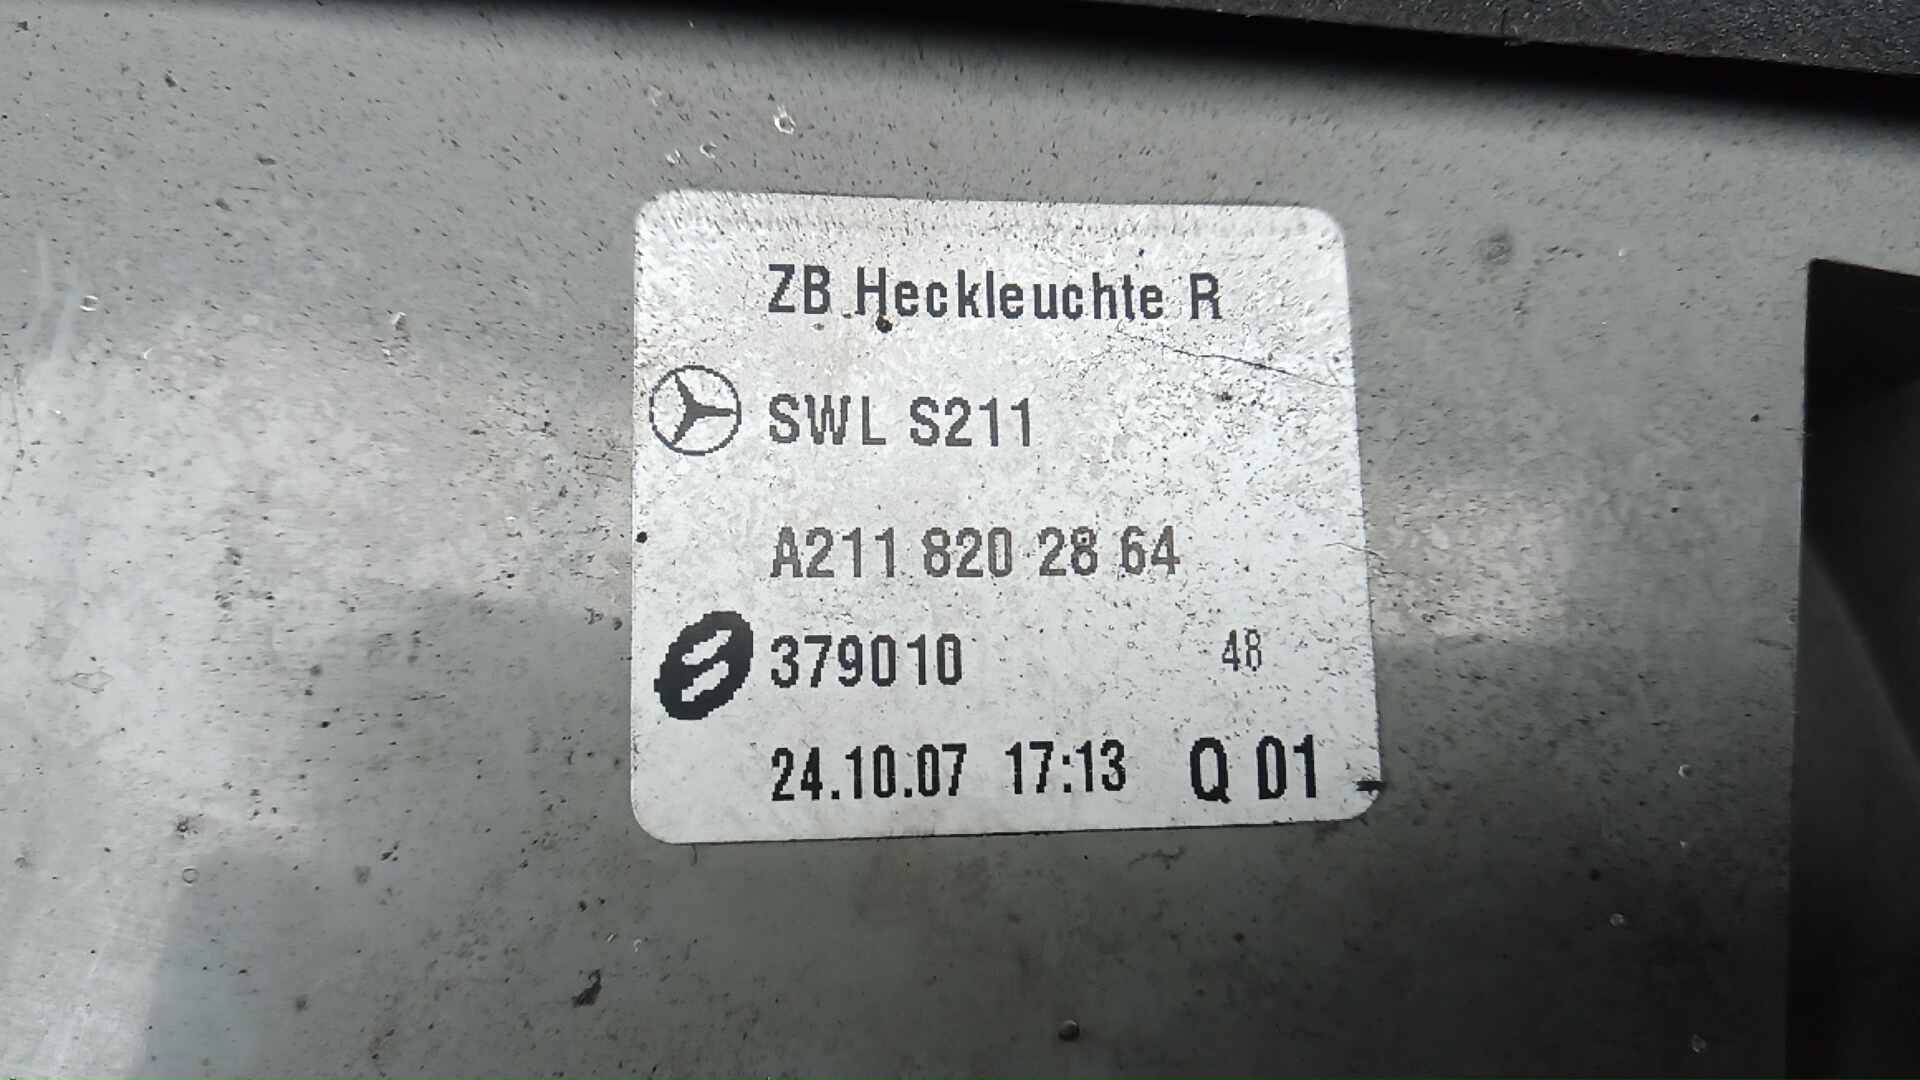 ZB Heckleuchte R
SWL S211
A211 820 28 64
379010 48
24.10.07 17:13 Q 01